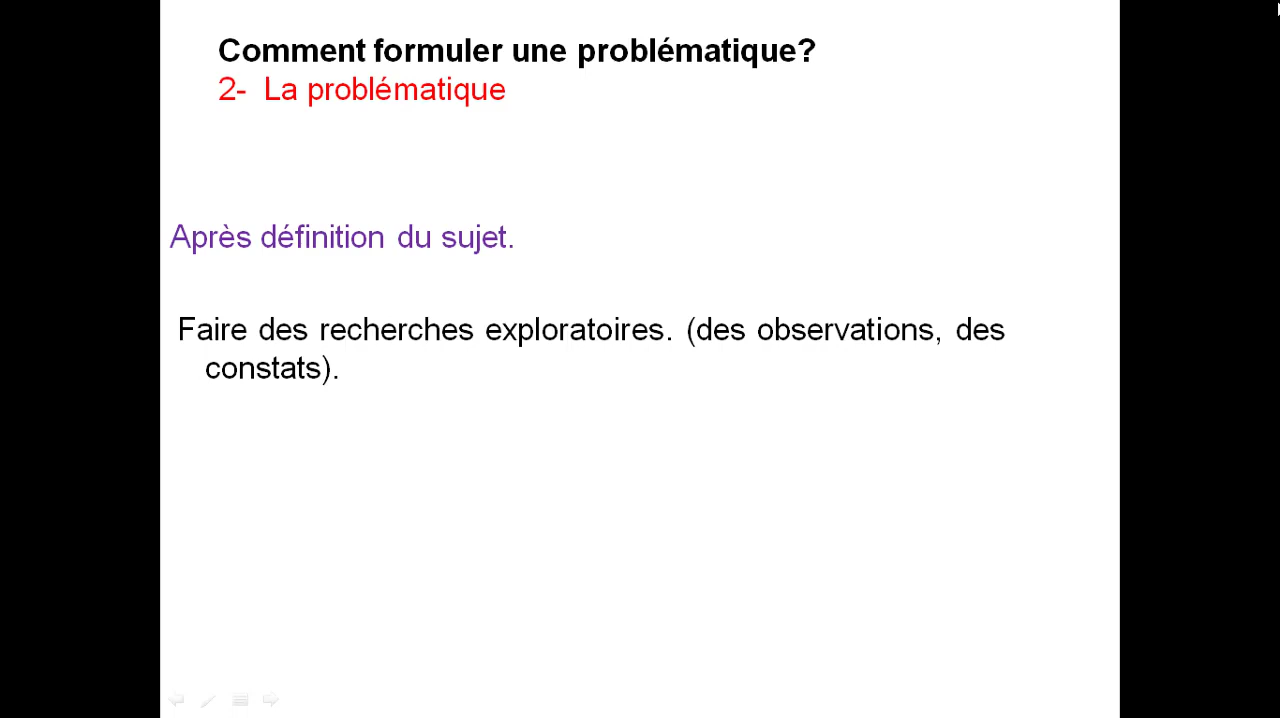 Comment formuler une problématique?
2- La problématique
Après définition du sujet.
Faire des recherches exploratoires. (des observations, des
constats).